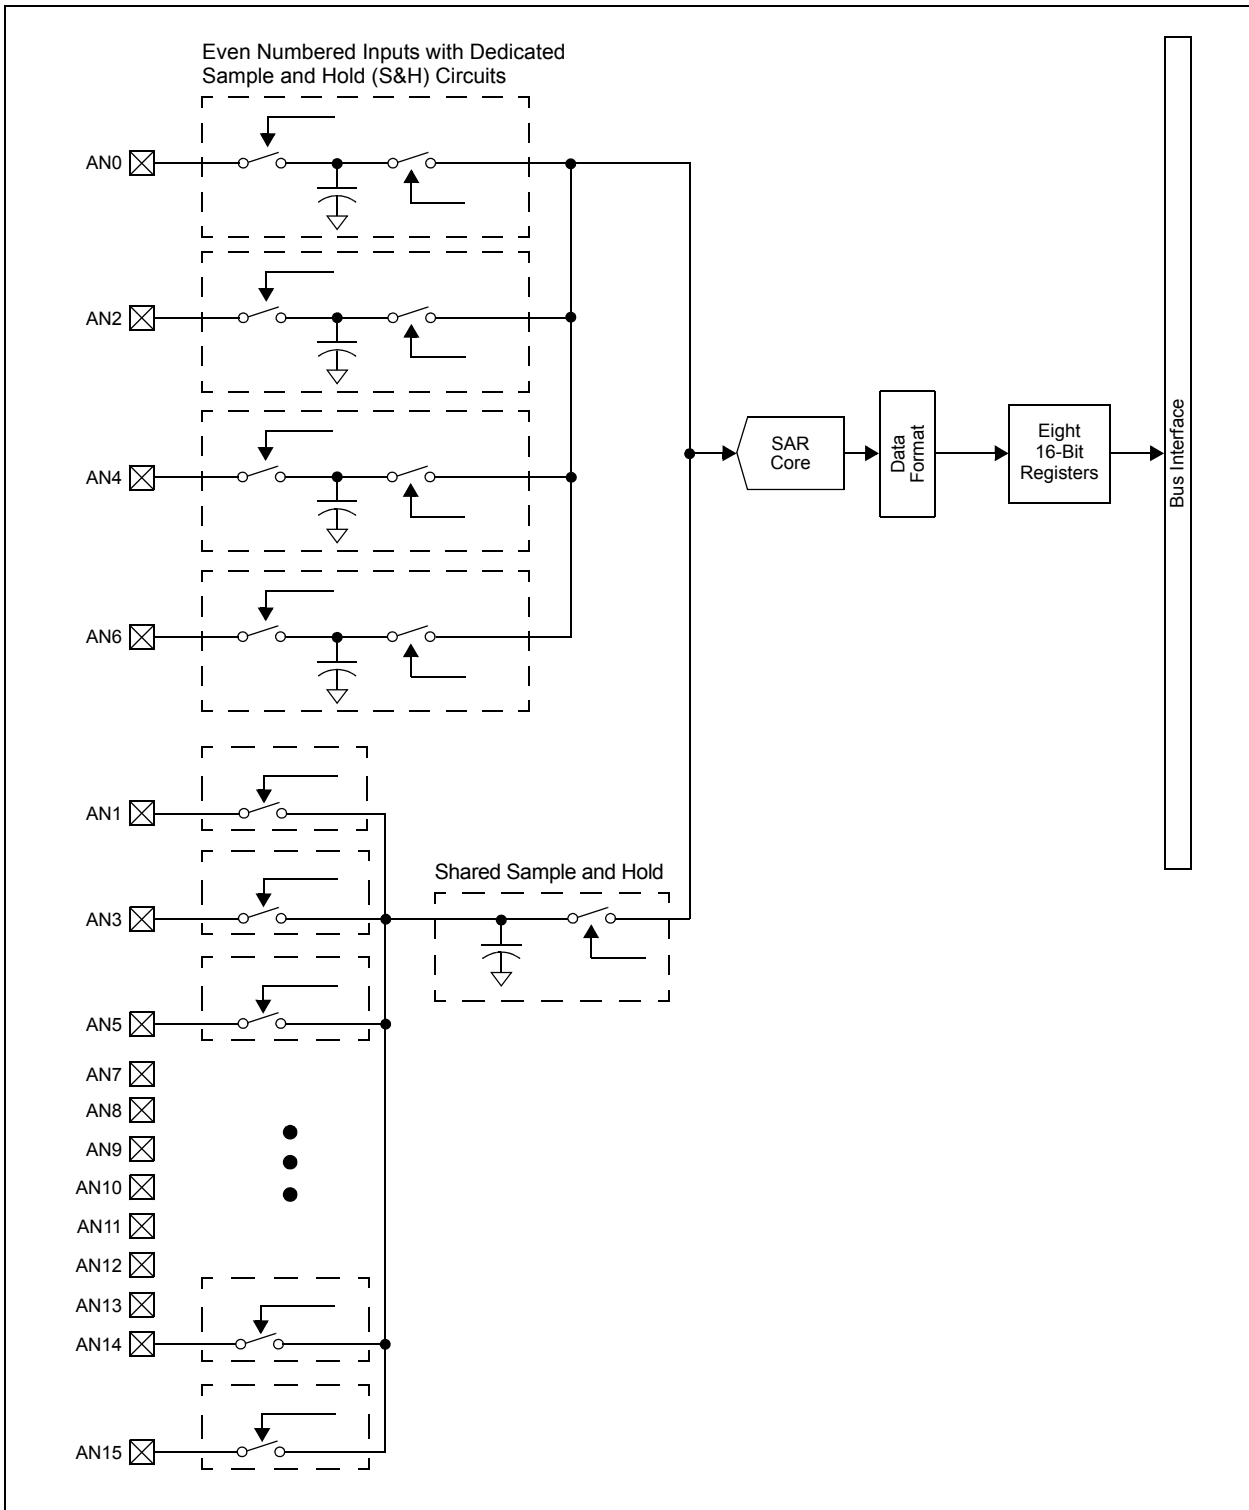 Even Numbered Inputs with Dedicated
Sample and Hold (S&H) Circuits
AN0
AN2
AN4
AN6
SAR
Core
Data
Format
Eight
16-Bit
Registers
Bus Interface
AN1
Shared Sample and Hold
AN3
AN5
AN7
AN8
AN9
AN10
AN11
AN12
AN13
AN14
AN15